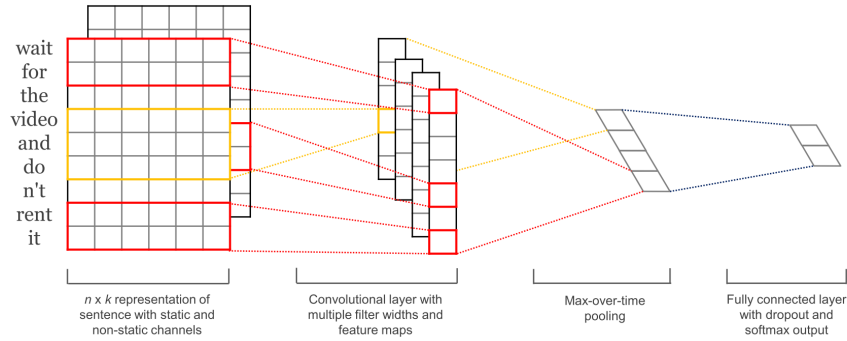 wait
for
the
video
and
do
n't
rent
it
n x k representation of
sentence with static and
non-static channels
Convolutional layer with
multiple filter widths and
feature maps
Max-over-time
pooling
Fully connected layer
with dropout and
softmax output